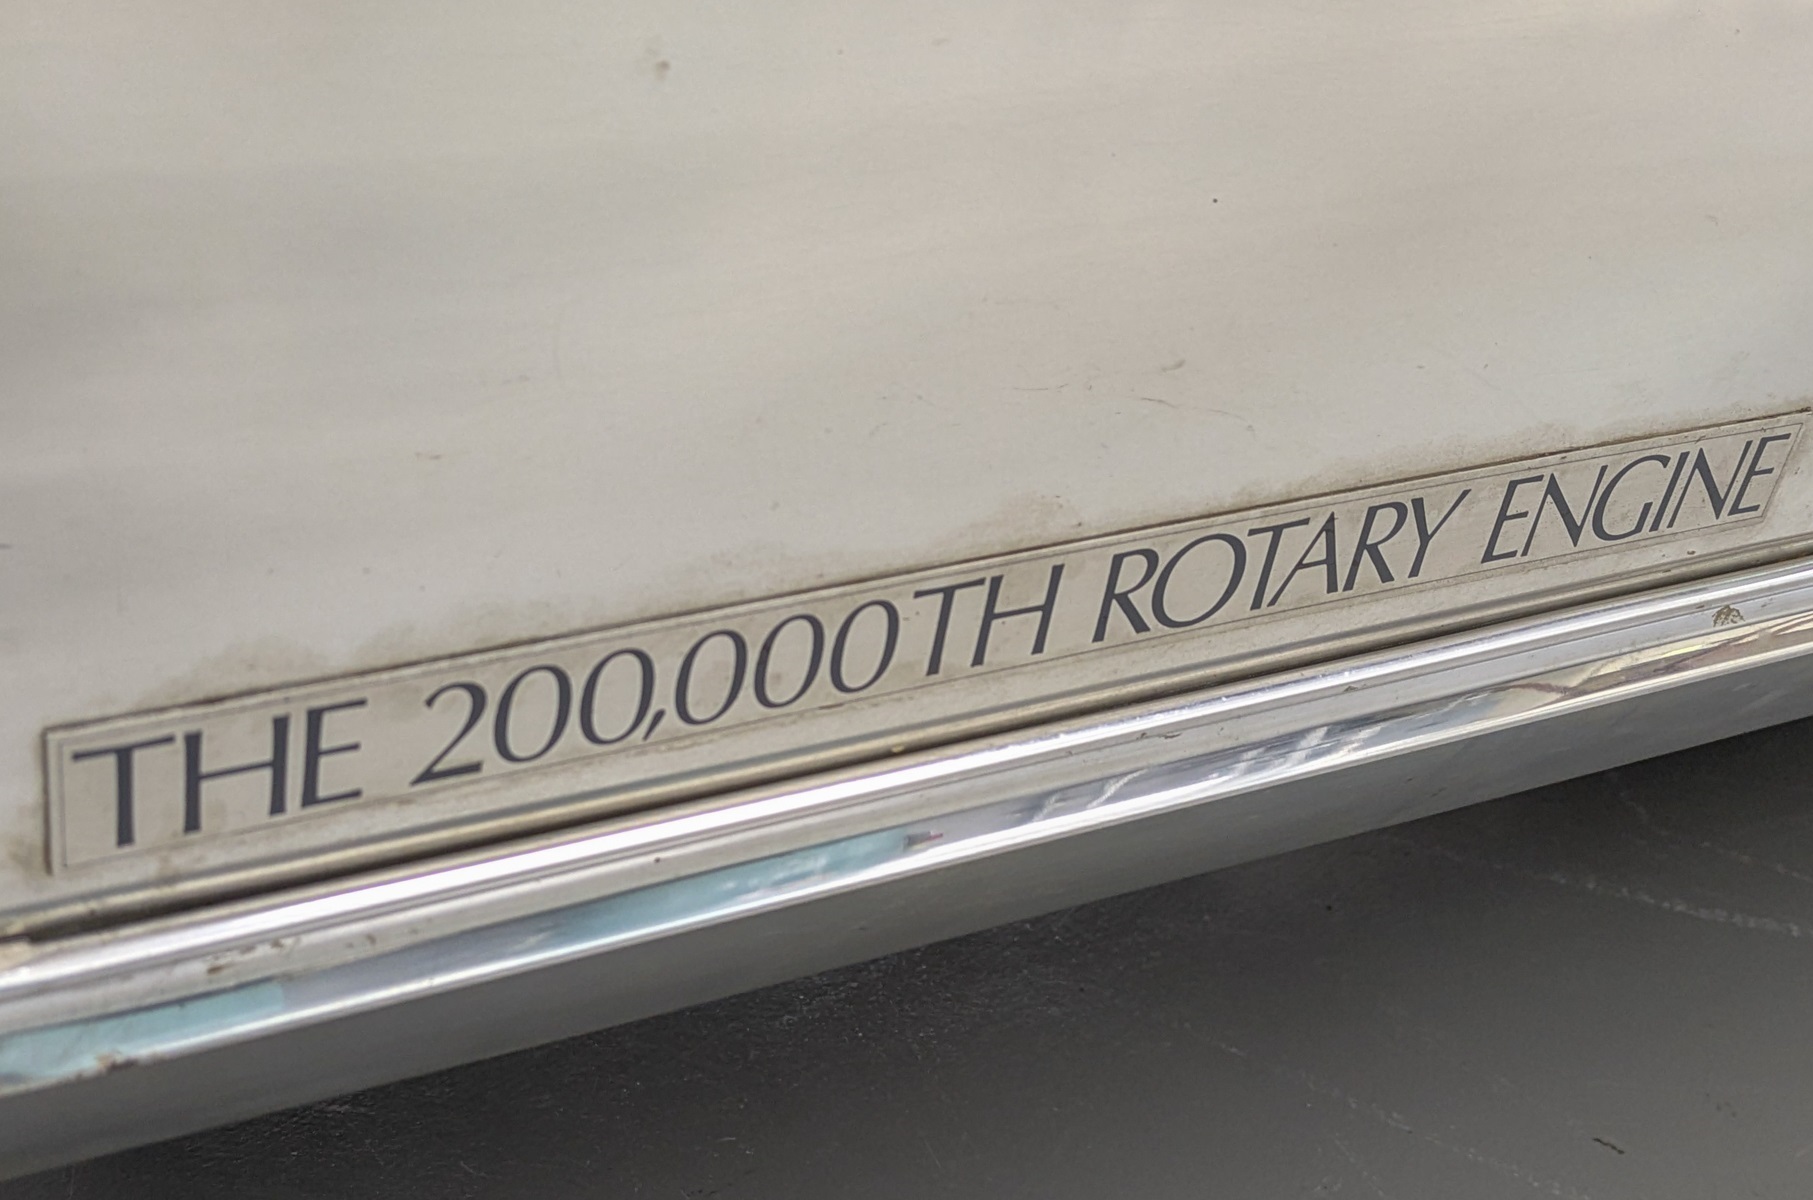 THE 200,000TH ROTARY ENGINE